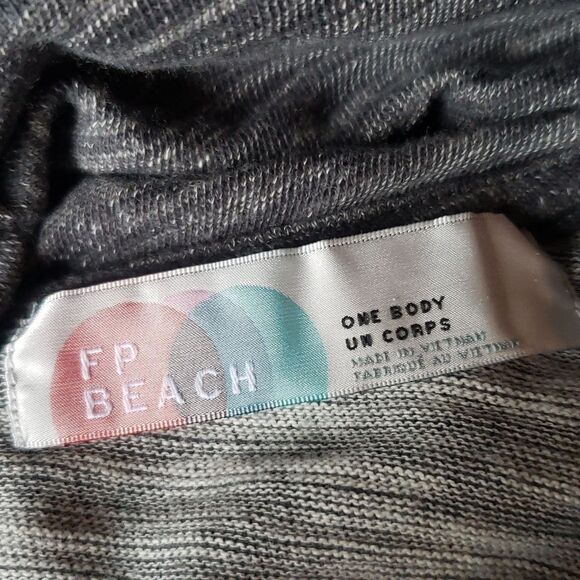 FP
BEACH
ONE BODY
UN CORPS
MADE IN VIETNAM
FABRIQUÉ AU VIETNAM